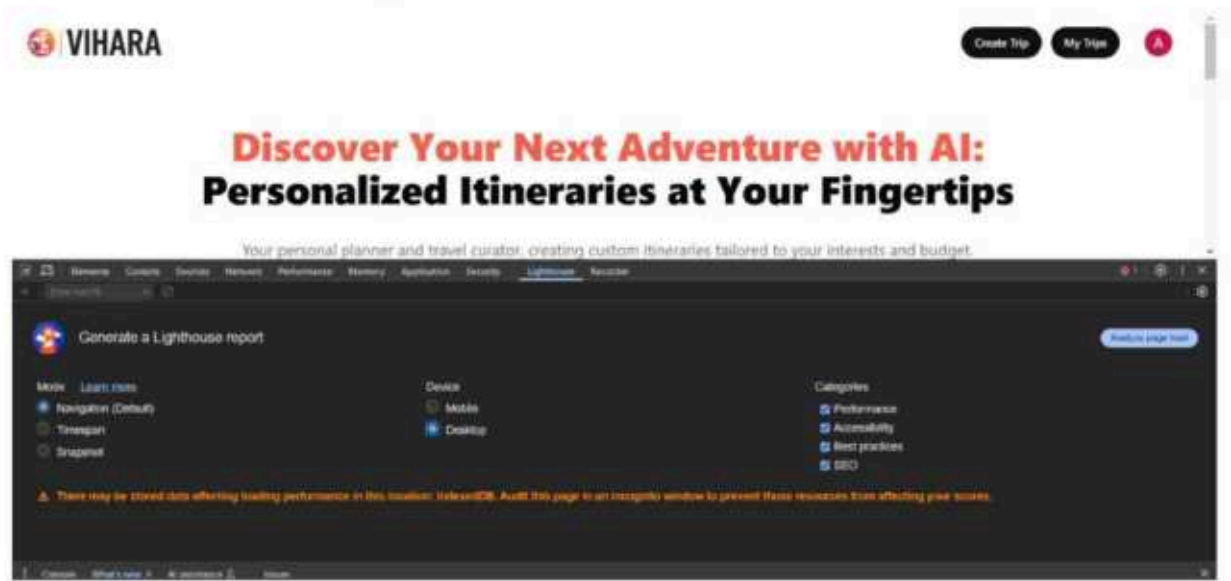 VIHARA
Create Trip My Trips A
Discover Your Next Adventure with AI:
Personalized Itineraries at Your Fingertips
Your personal planner and travel curator, creating custom itineraries tailored to your interests and budget.
Elements Console Sources Network Performance Memory Application Security Lighthouse Recorder
Generate a Lighthouse report
Analyze page load
Mode Learn more Device Categories
Navigation (Default) Mobile Performance
Timespan Desktop Accessibility
Snapshot Best practices
SEO
There may be stored data affecting loading performance in this location: IndexedDB. Audit this page in an incognito window to prevent those resources from affecting your scores.
Console What's new AI assistance Issues